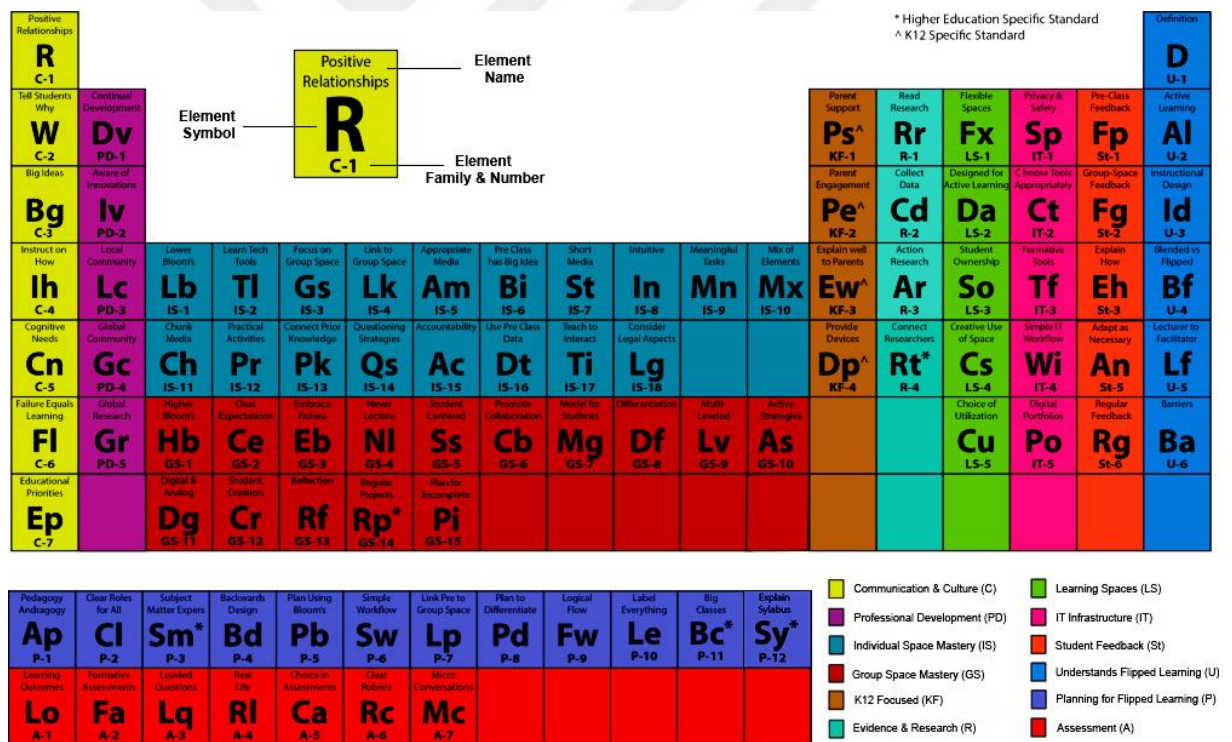 Positive
Relationships
R
C-1
Positive
Relationships
R
C-1
Element
Name
Element
Symbol
Element
Family & Number
* Higher Education Specific Standard
^ K12 Specific Standard
Definition
D
U-1
Tell Students
Why
W
C-2
Continual
Development
Dv
PD-1
Parent
Support
Ps^
KF-1
Read
Research
Rr
R-1
Flexible
Spaces
Fx
LS-1
Privacy &
Safety
Sp
IT-1
Pre-Class
Feedback
Fp
St-1
Active
Learning
Al
U-2
Big Ideas
Bg
C-3
Aware of
Innovations
Iv
PD-2
Parent
Engagement
Pe^
KF-2
Collect
Data
Cd
R-2
Designed for
Active Learning
Da
LS-2
C hoose Tools
Appropriately
Ct
IT-2
Group-Space
Feedback
Fg
St-2
Instructional
Design
Id
U-3
Instruct on
How
Ih
C-4
Local
Community
Lc
PD-3
Lower
Bloom's
Lb
IS-1
Learn Tech
Tools
Tl
IS-2
Focus on
Group Space
Gs
IS-3
Link to
Group Space
Lk
IS-4
Appropriate
Media
Am
IS-5
Pre Class
has Big Idea
Bi
IS-6
Short
Media
St
IS-7
Intuitive
In
IS-8
Meaningful
Tasks
Mn
IS-9
Mix of
Elements
Mx
IS-10
Explain well
to Parents
Ew^
KF-3
Action
Research
Ar
R-3
Student
Ownership
So
LS-3
Formative
Tools
Tf
IT-3
Explain
How
Eh
St-3
Blended vs
Flipped
Bf
U-4
Cognitive
Needs
Cn
C-5
Global
Community
Gc
PD-4
Chunk
Media
Ch
IS-11
Practical
Activities
Pr
IS-12
Connect Prior
Knowledge
Pk
IS-13
Questioning
Strategies
Qs
IS-14
Accountability
Ac
IS-15
Use Pre Class
Data
Dt
IS-16
Teach to
Interact
Ti
IS-17
Consider
Legal Aspects
Lg
IS-18
Provide
Devices
Dp^
KF-4
Connect
Researchers
Rt*
R-4
Creative Use
of Space
Cs
LS-4
Simple IT
Workflow
Wi
IT-4
Adapt as
Necessary
An
St-5
Lecturer to
Facilitator
Lf
U-5
Failure Equals
Learning
Fl
C-6
Global
Research
Gr
PD-5
Higher
Bloom's
Hb
GS-1
Clear
Expectations
Ce
GS-2
Embrace
Failure
Eb
GS-3
Never
Lecture
Nl
GS-4
Student
Centered
Ss
GS-5
Promote
Collaboration
Cb
GS-6
Model for
Students
Mg
GS-7
Differentiation
Df
GS-8
Multi-
Leveled
Lv
GS-9
Active
Strategies
As
GS-10
Choice of
Utilization
Cu
LS-5
Digital
Portfolios
Po
IT-5
Regular
Feedback
Rg
St-6
Barriers
Ba
U-6
Educational
Priorities
Ep
C-7
Digital &
Analog
Dg
GS-11
Student
Creation
Cr
GS-12
Reflection
Rf
GS-13
Regular
Projects
Rp*
GS-14
Plan for
Incomplete
Pi
GS-15
Pedagogy
Andragogy
Ap
P-1
Clear Roles
for All
Cl
P-2
Subject
Matter Expers
Sm*
P-3
Backwards
Design
Bd
P-4
Plan Using
Bloom's
Pb
P-5
Simple
Workflow
Sw
P-6
Link Pre to
Group Space
Lp
P-7
Plan to
Differentiate
Pd
P-8
Logical
Flow
Fw
P-9
Label
Everything
Le
P-10
Big
Classes
Bc*
P-11
Explain
Sylabus
Sy*
P-12
Learning
Outcomes
Lo
A-1
Formative
Assessments
Fa
A-2
Leveled
Questions
Lq
A-3
Real
Life
Rl
A-4
Choice in
Assessments
Ca
A-5
Clear
Rubrics
Rc
A-6
Micro
Conversations
Mc
A-7
Communication & Culture (C)
Professional Development (PD)
Individual Space Mastery (IS)
Group Space Mastery (GS)
K12 Focused (KF)
Evidence & Research (R)
Learning Spaces (LS)
IT Infrastructure (IT)
Student Feedback (St)
Understands Flipped Learning (U)
Planning for Flipped Learning (P)
Assessment (A)